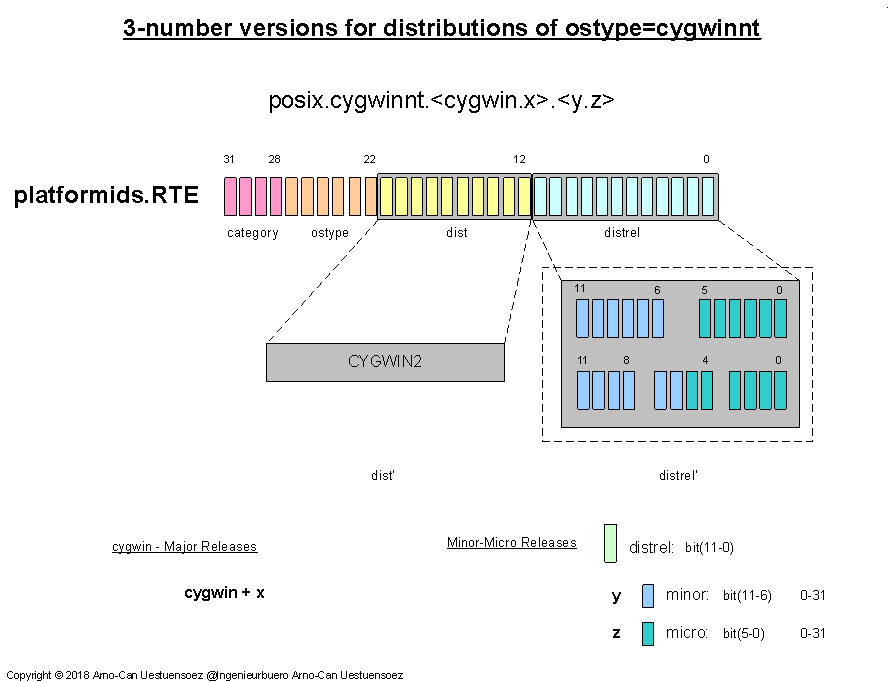 3-number versions for distributions of ostype=cygwinnt
posix.cygwinnt.<cygwin.x>.<y.z>
31 28 22 12 0
platformids.RTE
category ostype dist distrel
11 6 5 0
CYGWIN2
11 8 4 0
dist' distrel'
cygwin - Major Releases Minor-Micro Releases distrel: bit(11-0)
cygwin + x
y minor: bit(11-6) 0-31
z micro: bit(5-0) 0-31
Copyright © 2018 Arno-Can Uestuensoez @Ingenieurbuero Arno-Can Uestuensoez